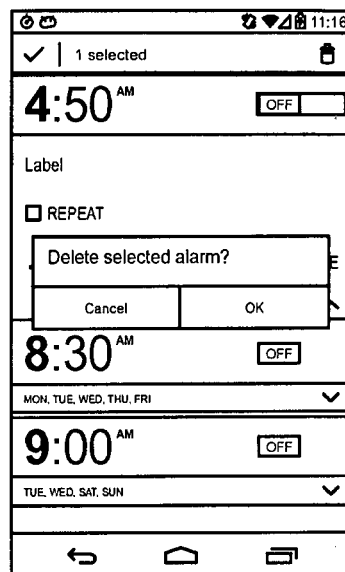 11:16
1 selected
4:50 AM
OFF
Label
REPEAT
Delete selected alarm?
E
Cancel
OK
8:30 AM
OFF
MON, TUE, WED, THU, FRI
9:00 AM
OFF
TUE, WED, SAT, SUN